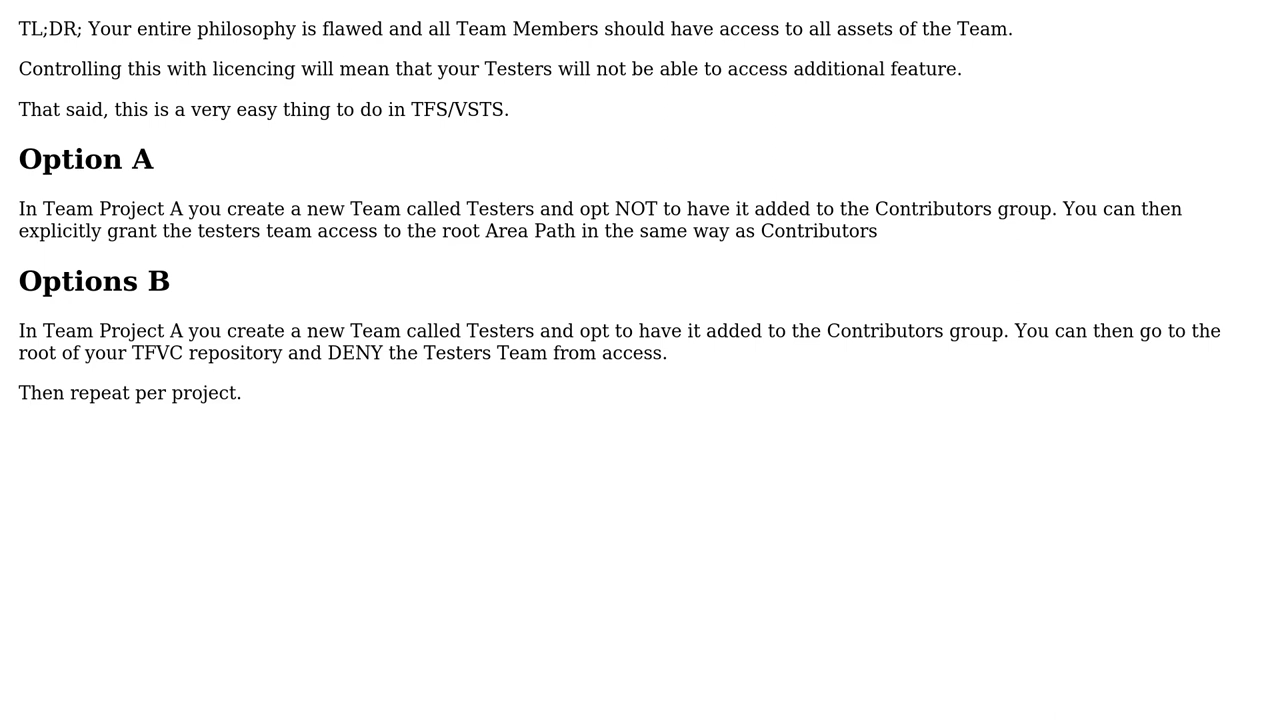 TL;DR; Your entire philosophy is flawed and all Team Members should have access to all assets of the Team.
Controlling this with licencing will mean that your Testers will not be able to access additional feature.
That said, this is a very easy thing to do in TFS/VSTS.
Option A
In Team Project A you create a new Team called Testers and opt NOT to have it added to the Contributors group. You can then
explicitly grant the testers team access to the root Area Path in the same way as Contributors
Options B
In Team Project A you create a new Team called Testers and opt to have it added to the Contributors group. You can then go to the
root of your TFVC repository and DENY the Testers Team from access.
Then repeat per project.